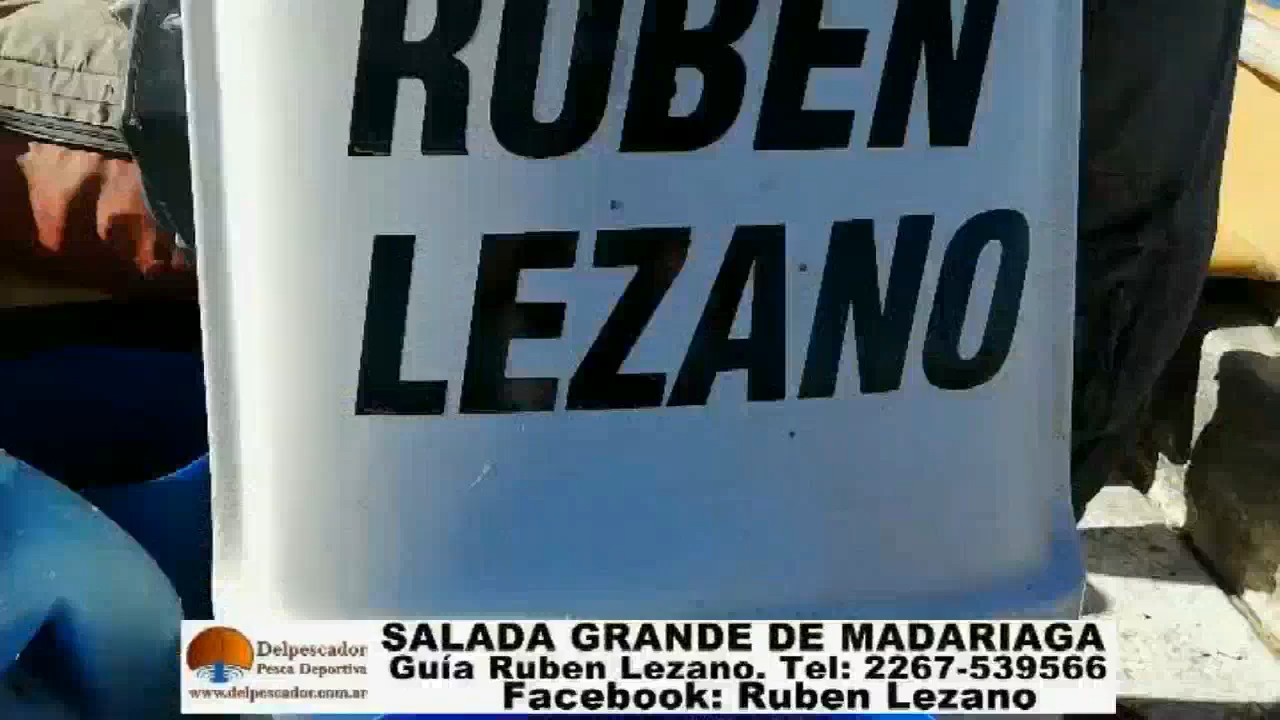 RUBEN
LEZANO
Delpescador
Pesca Deportiva
www.delpescador.com.ar
SALADA GRANDE DE MADARIAGA
Guía Ruben Lezano. Tel: 2267-539566
Facebook: Ruben Lezano